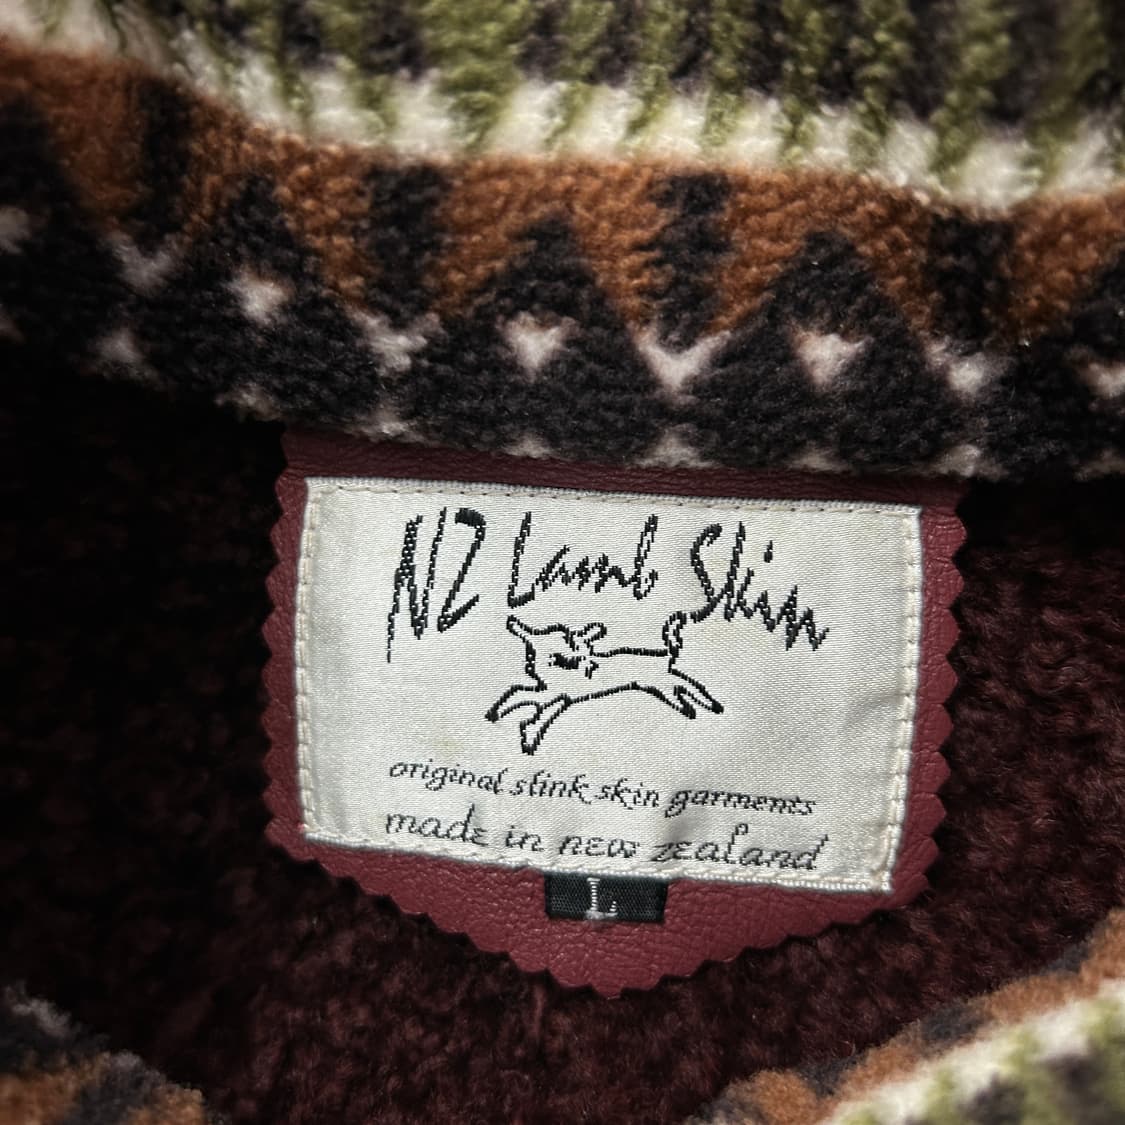 NZ Lamb Skin
original slink skin garments
made in new zealand
L